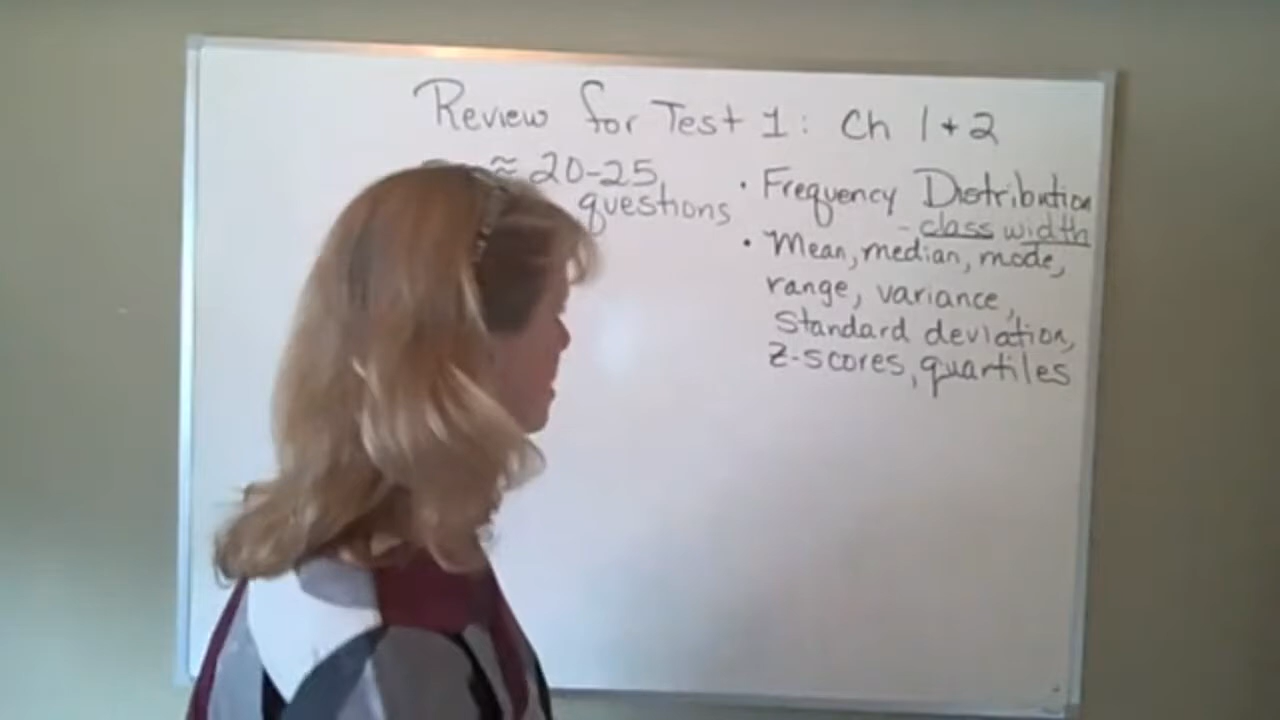 Review for Test 1: Ch 1 + 2
≈ 20-25
questions
• Frequency Distribution
- class width
• Mean, median, mode,
range, variance,
standard deviation,
z-scores, quartiles